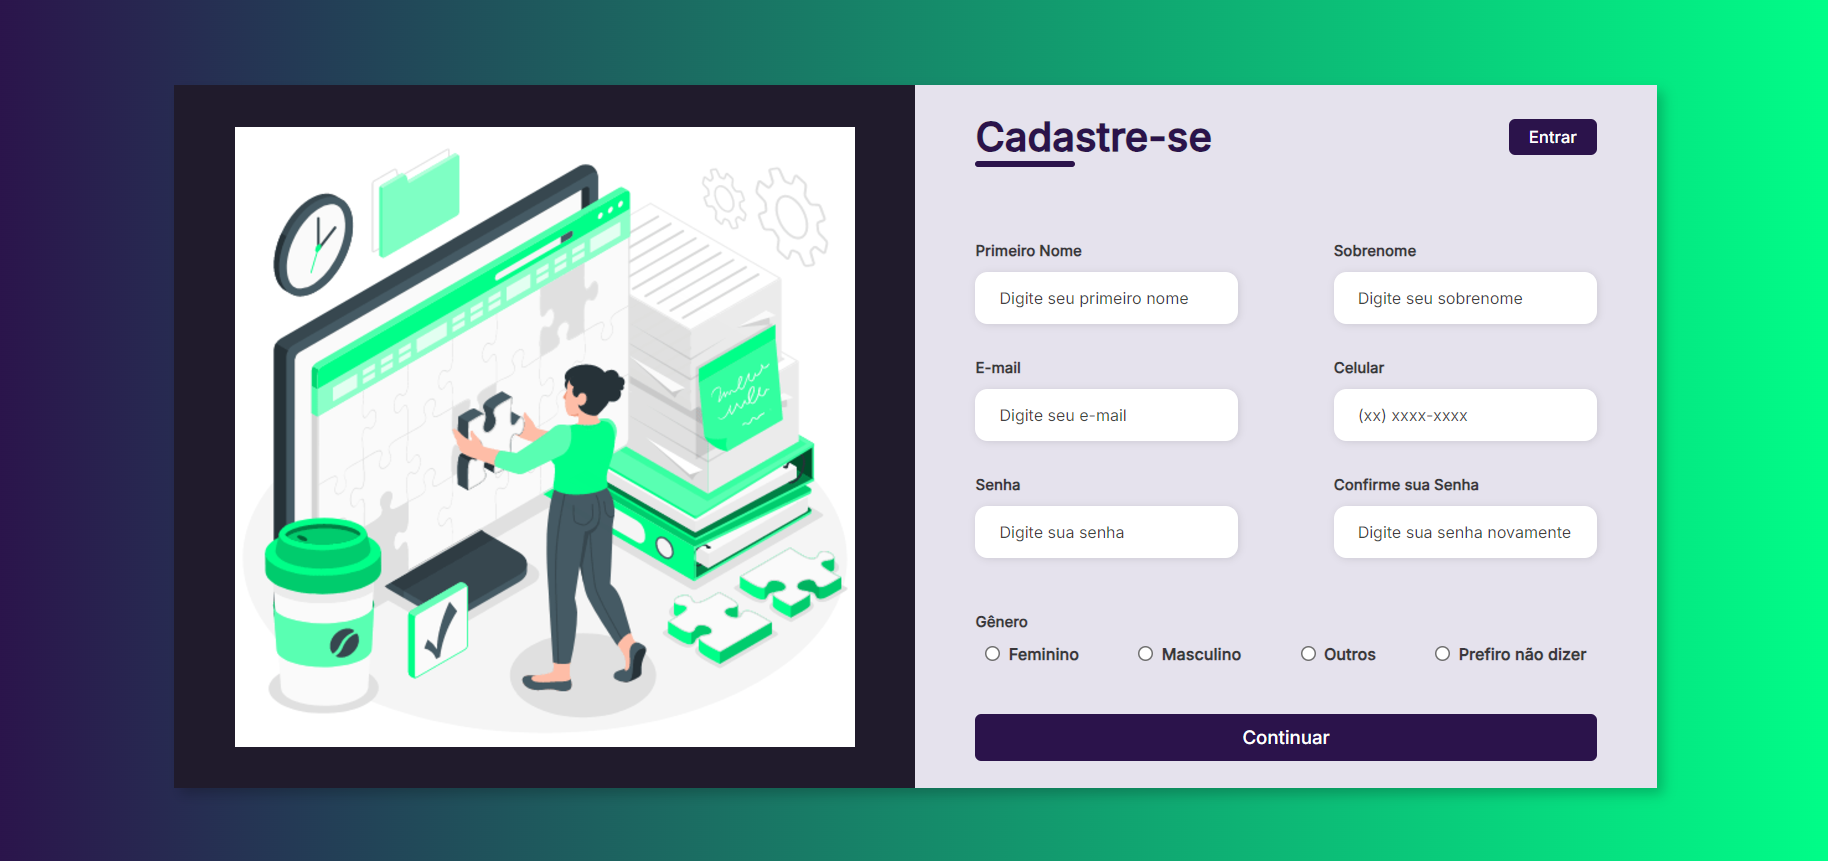 Cadastre-se
Entrar
Primeiro Nome
Sobrenome
Digite seu primeiro nome
Digite seu sobrenome
E-mail
Celular
Digite seu e-mail
(xx) xxxx-xxxx
Senha
Confirme sua Senha
Digite sua senha
Digite sua senha novamente
Gênero
Feminino
Masculino
Outros
Prefiro não dizer
Continuar